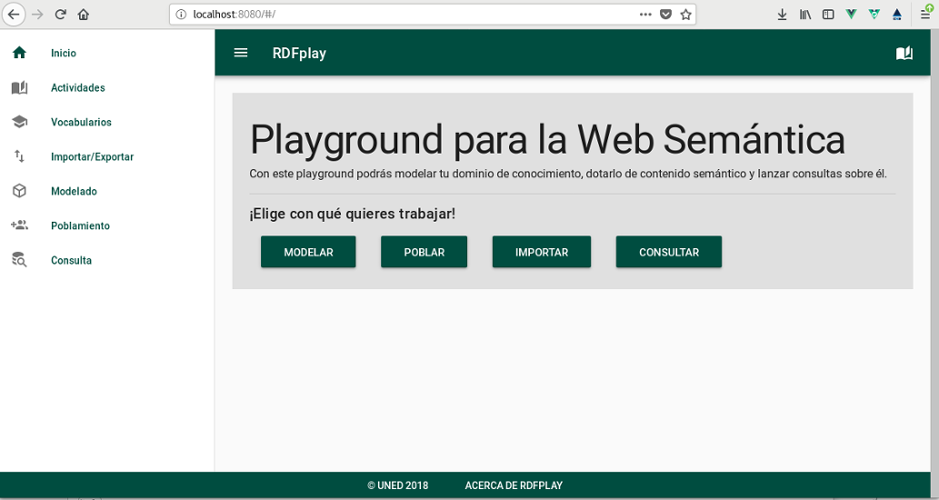 localhost:8080/#/
Inicio
Actividades
Vocabularios
Importar/Exportar
Modelado
Poblamiento
Consulta
RDFplay
Playground para la Web Semántica
Con este playground podrás modelar tu dominio de conocimiento, dotarlo de contenido semántico y lanzar consultas sobre él.
¡Elige con qué quieres trabajar!
MODELAR POBLAR IMPORTAR CONSULTAR
© UNED 2018 ACERCA DE RDFPLAY